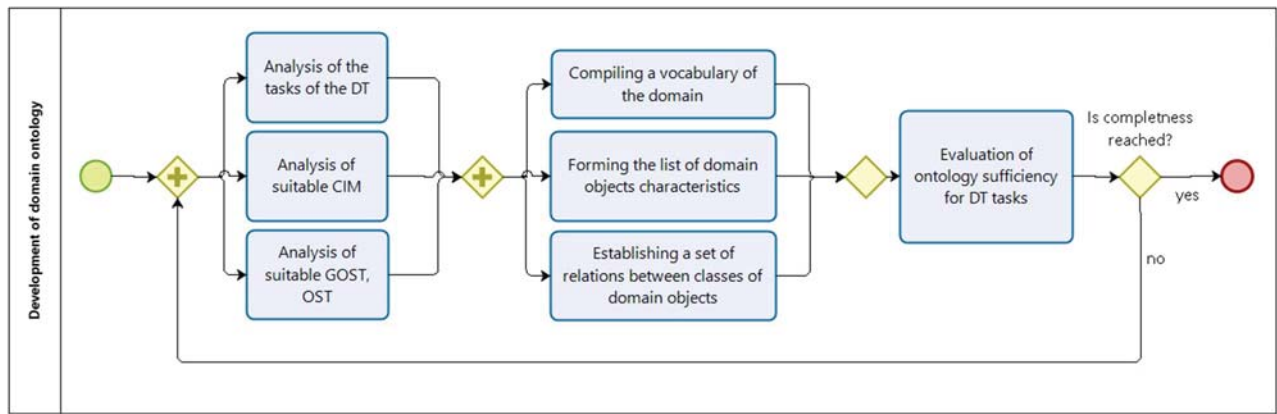 Development of domain ontology
Analysis of the
tasks of the DT
Analysis of
suitable CIM
Analysis of
suitable GOST,
OST
Compiling a vocabulary of
the domain
Forming the list of domain
objects characteristics
Establishing a set of
relations between classes of
domain objects
Evaluation of
ontology sufficiency
for DT tasks
Is completness
reached?
yes
no